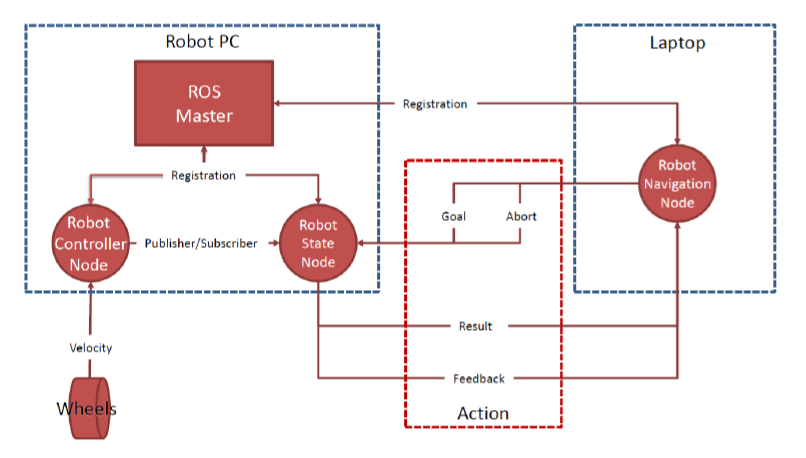 Robot PC
Laptop
ROS
Master
Registration
Registration
Robot
Navigation
Node
Robot
Controller
Node
Publisher/Subscriber
Robot
State
Node
Goal
Abort
Result
Velocity
Feedback
Wheels
Action